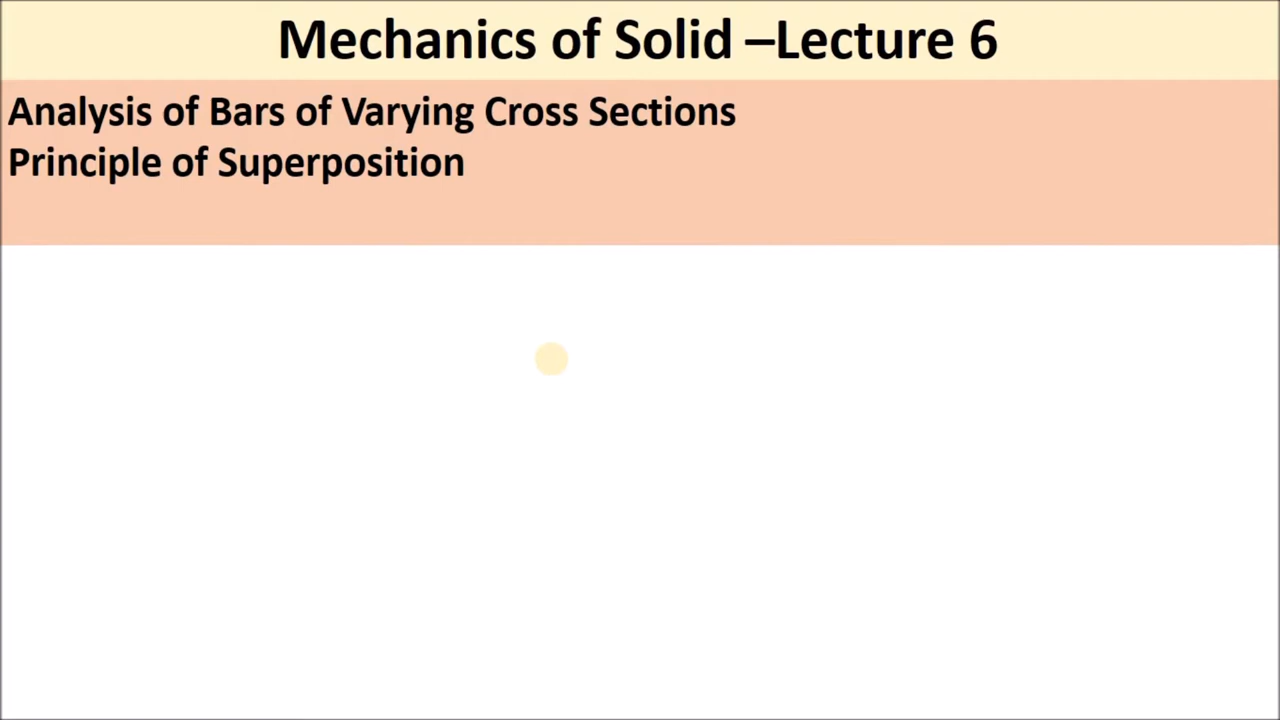 Mechanics of Solid –Lecture 6
Analysis of Bars of Varying Cross Sections
Principle of Superposition